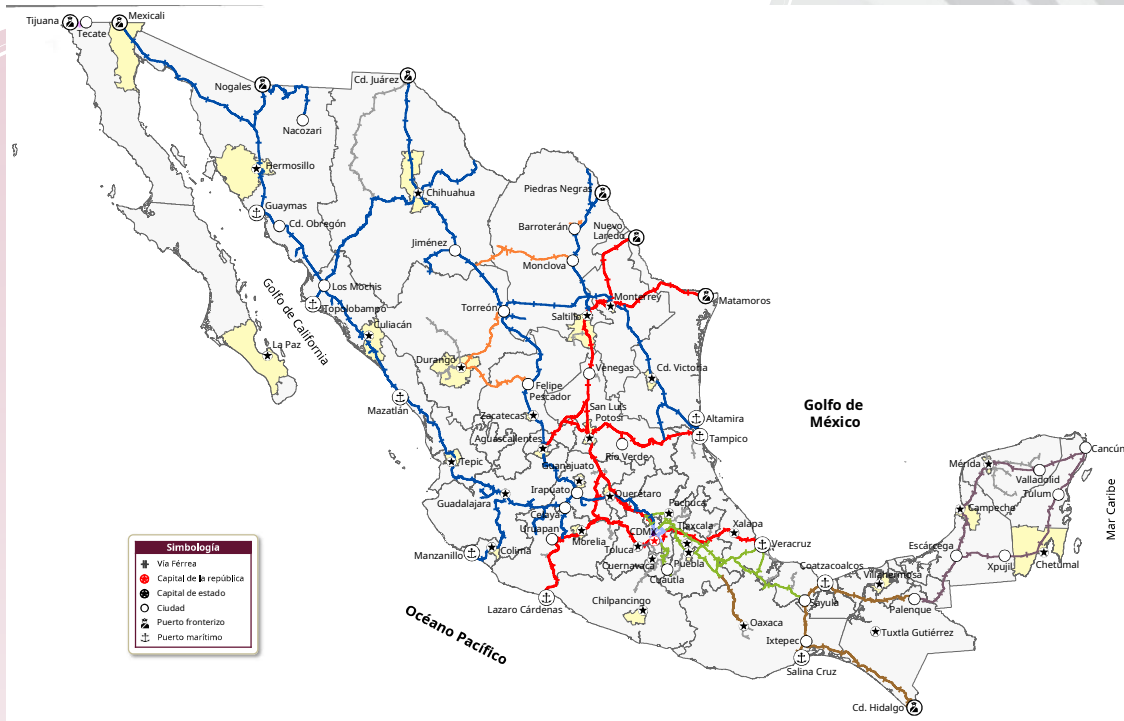 Tijuana
Tecate
Mexicali
Nogales
Nacozari
Cd. Juárez
Hermosillo
Chihuahua
Guaymas
Cd. Obregón
Piedras Negras
Barroterán
Nuevo
Laredo
Jiménez
Monclova
Los Mochis
Topolobampo
Golfo de California
Culiacán
La Paz
Torreón
Monterrey
Matamoros
Saltillo
Durango
Venegas
Cd. Victoria
Felipe
Pescador
Mazatlán
Zacatecas
San Luis
Potosí
Golfo de
México
Altamira
Tampico
Aguascalientes
Rio Verde
Tepic
Guanajuato
Irapuato
Querétaro
Pachuca
Guadalajara
Celaya
Uruapan
Morelia
CDMX
Tlaxcala
Xalapa
Veracruz
Toluca
Puebla
Cuernavaca
Cuautla
Manzanillo
Colima
Lazaro Cárdenas
Chilpancingo
Océano Pacífico
Oaxaca
Coatzacoalcos
Sayula
Villahermosa
Palenque
Ixtepec
Tuxtla Gutiérrez
Salina Cruz
Cd. Hidalgo
Mérida
Cancún
Valladolid
Tulum
Campeche
Escárcega
Xpujil
Chetumal
Mar Caribe
Simbología
Vía Férrea
Capital de la república
Capital de estado
Ciudad
Puerto fronterizo
Puerto marítimo